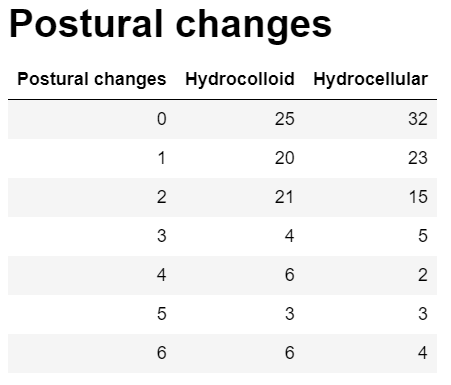 Postural changes
Postural changes Hydrocolloid Hydrocellular
0 25 32
1 20 23
2 21 15
3 4 5
4 6 2
5 3 3
6 6 4